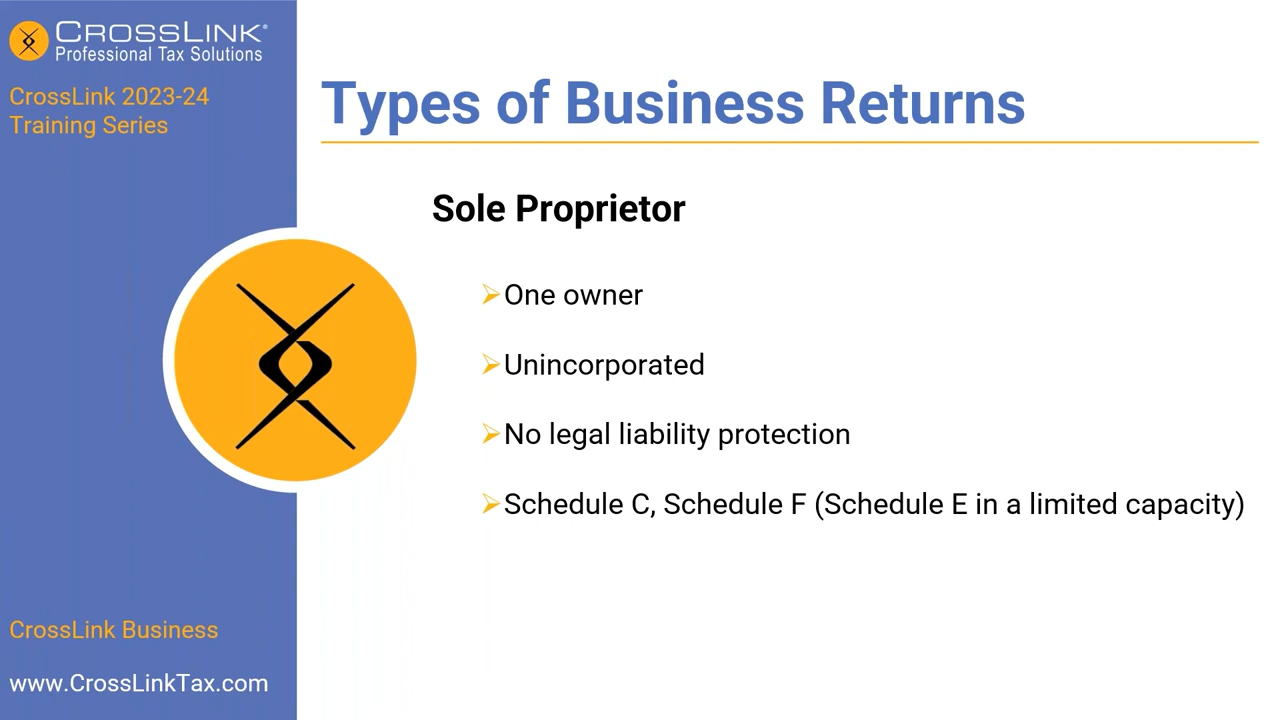 CROSSLINK®
Professional Tax Solutions
CrossLink 2023-24
Training Series
Types of Business Returns
Sole Proprietor
One owner
Unincorporated
No legal liability protection
Schedule C, Schedule F (Schedule E in a limited capacity)
CrossLink Business
www.CrossLinkTax.com